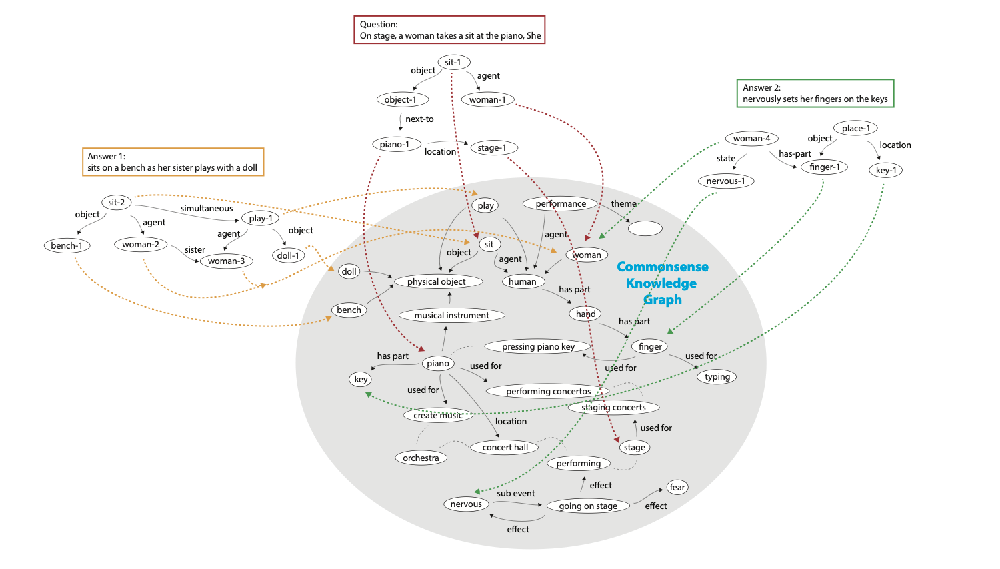 Question:
On stage, a woman takes a sit at the piano, She
sit-1
object
agent
object-1
woman-1
next-to
piano-1
location
stage-1
Answer 2:
nervously sets her fingers on the keys
place-1
woman-4
object
location
state
has-part
nervous-1
finger-1
key-1
Answer 1:
sits on a bench as her sister plays with a doll
sit-2
simultaneous
object
agent
play-1
agent
object
bench-1
woman-2
sister
woman-3
doll-1
play
performance
theme
agent
sit
object
agent
woman
doll
physical object
human
Commonsense
Knowledge
Graph
has part
bench
musical instrument
hand
has part
pressing piano key
finger
has part
piano
used for
used for
used for
key
typing
used for
performing concertos
create music
staging concerts
location
used for
orchestra
concert hall
stage
performing
effect
fear
nervous
sub event
going on stage
effect
effect